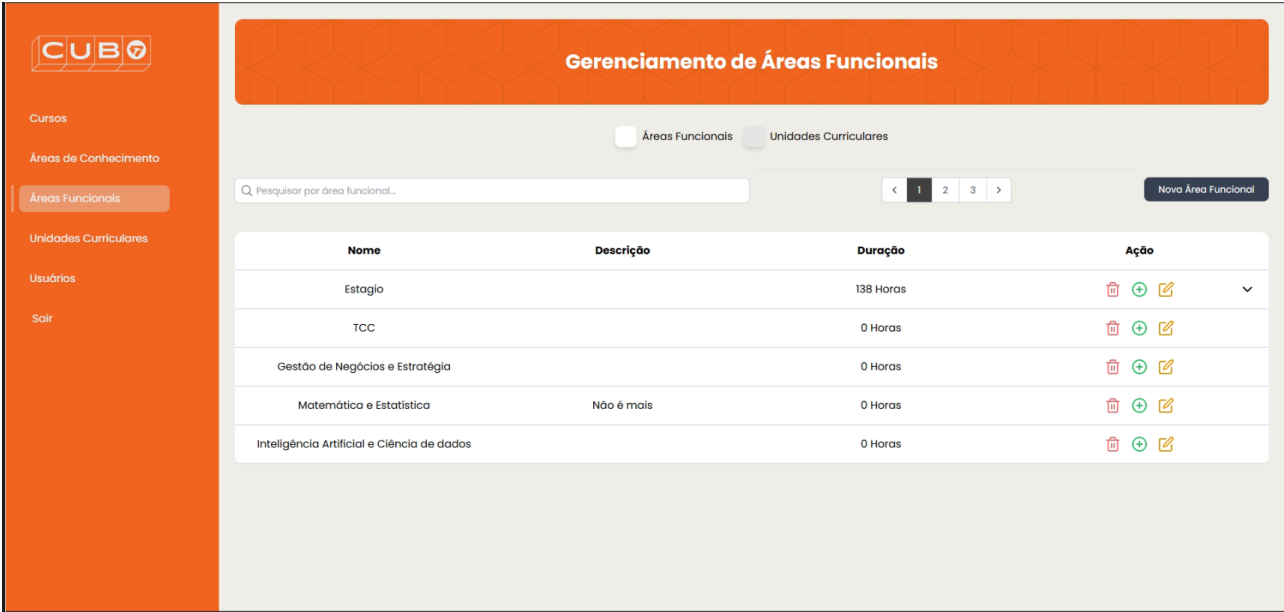 CUBO
Gerenciamento de Áreas Funcionais
Cursos
Áreas de Conhecimento
Áreas Funcionais
Unidades Curriculares
Usuários
Sair
Áreas Funcionais Unidades Curriculares
Pesquisar por área funcional...
1 2 3
Nova Área Funcional
Nome Descrição Duração Ação
Estagio 138 Horas
TCC 0 Horas
Gestão de Negócios e Estratégia 0 Horas
Matemática e Estatística Não é mais 0 Horas
Inteligência Artificial e Ciência de dados 0 Horas